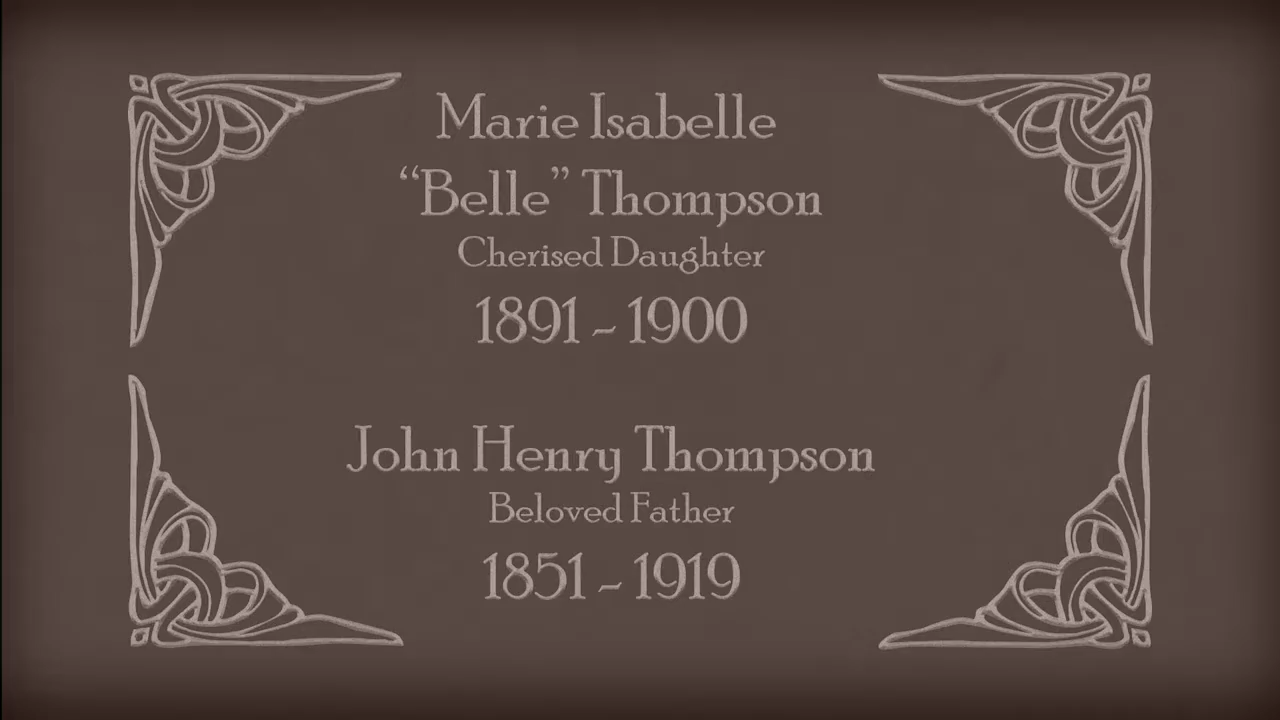 Marie Isabelle
“Belle” Thompson
Cherised Daughter
1891 - 1900
John Henry Thompson
Beloved Father
1851 - 1919